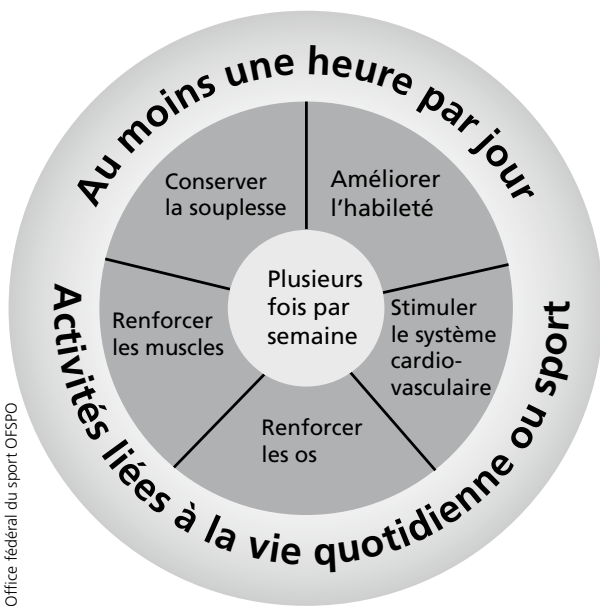 Au moins une heure par jour
Conserver
la souplesse
Améliorer
l'habileté
Plusieurs
fois par
semaine
Renforcer
les muscles
Stimuler
le système
cardio-
vasculaire
Renforcer
les os
Activités liées à la vie quotidienne ou sport
Office fédéral du sport OFSPO